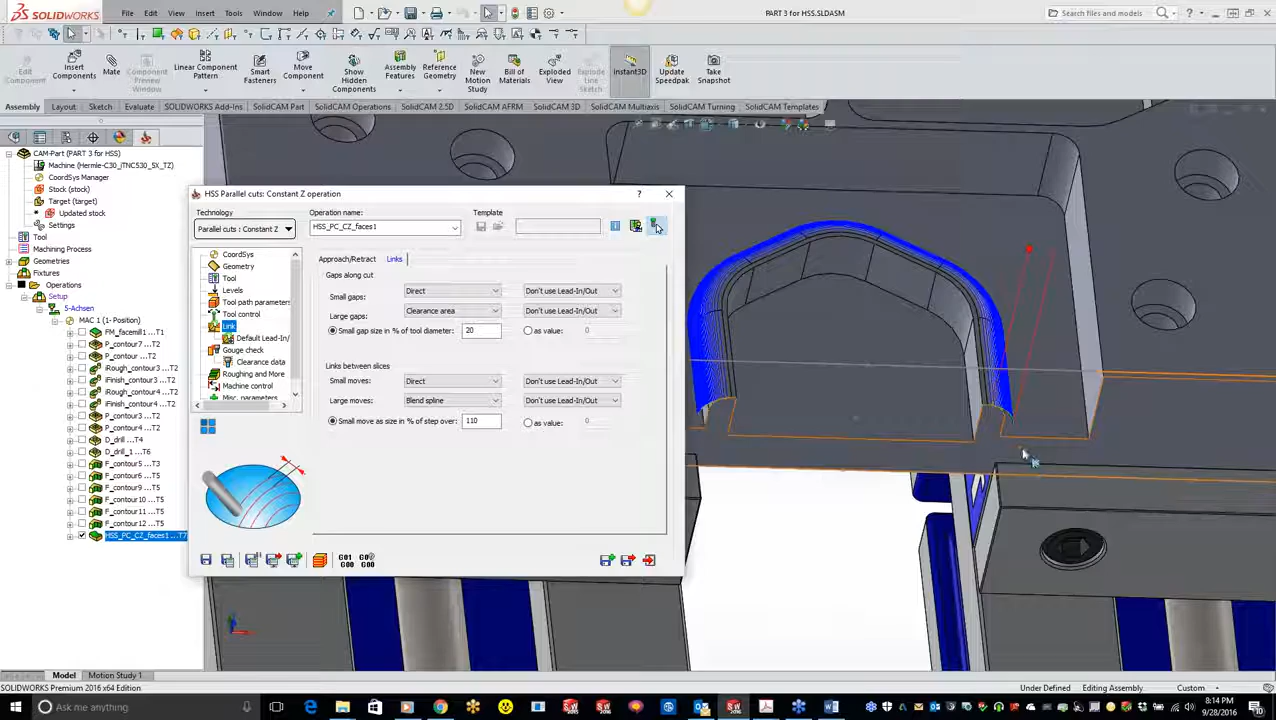 SOLIDWORKS File Edit View Insert Tools Window Help PART 3 for HSS.SLDASM Search files and models
Edit Component
Insert Components
Mate
Component Preview Window
Linear Component Pattern
Smart Fasteners
Move Component
Show Hidden Components
Assembly Features
Reference Geometry
New Motion Study
Bill of Materials
Exploded View
Explode Line Sketch
Instant3D
Update Speedpak
Take Snapshot
Assembly Layout Sketch Evaluate SOLIDWORKS Add-Ins SolidCAM Part SolidCAM Operations SolidCAM 2.5D SolidCAM AFRM SolidCAM 3D SolidCAM Multiaxis SolidCAM Turning SolidCAM Templates
CAM-Part (PART 3 for HSS)
Machine (Hermle-C30_iTNC530_5X_TZ)
CoordSys Manager
Stock (stock)
Target (target)
Updated stock
Settings
Tool
Machining Process
Geometries
Fixtures
Operations
Setup
5-Achsen
MAC 1 (1- Position)
FM_facemill1 ...T1
P_contour7 ...T2
P_contour ...T2
iRough_contour3 ...T2
iFinish_contour3 ...T2
iRough_contour4 ...T2
iFinish_contour4 ...T2
P_contour3 ...T2
P_contour4 ...T2
D_drill ...T4
D_drill_1 ...T6
F_contour5 ...T3
F_contour6 ...T5
F_contour9 ...T5
F_contour10 ...T5
F_contour11 ...T5
F_contour12 ...T5
HSS_PC_CZ_faces1 ...T7
HSS Parallel cuts: Constant Z operation ?
Technology
Parallel cuts : Constant Z
Operation name:
HSS_PC_CZ_faces1
Template
CoordSys
Geometry
Tool
Levels
Tool path parameters
Tool control
Link
Default Lead-In/
Gouge check
Clearance data
Roughing and More
Machine control
Misc. parameters
Approach/Retract Links
Gaps along cut
Small gaps: Direct Don't use Lead-In/Out
Large gaps: Clearance area Don't use Lead-In/Out
Small gap size in % of tool diameter: 20 as value: 0
Links between slices
Small moves: Direct Don't use Lead-In/Out
Large moves: Blend spline Don't use Lead-In/Out
Small move as size in % of step over: 110 as value: 0
G01 G00
G00
Model Motion Study 1
SOLIDWORKS Premium 2016 x64 Edition Under Defined Editing Assembly Custom
Ask me anything
8:14 PM
9/28/2016